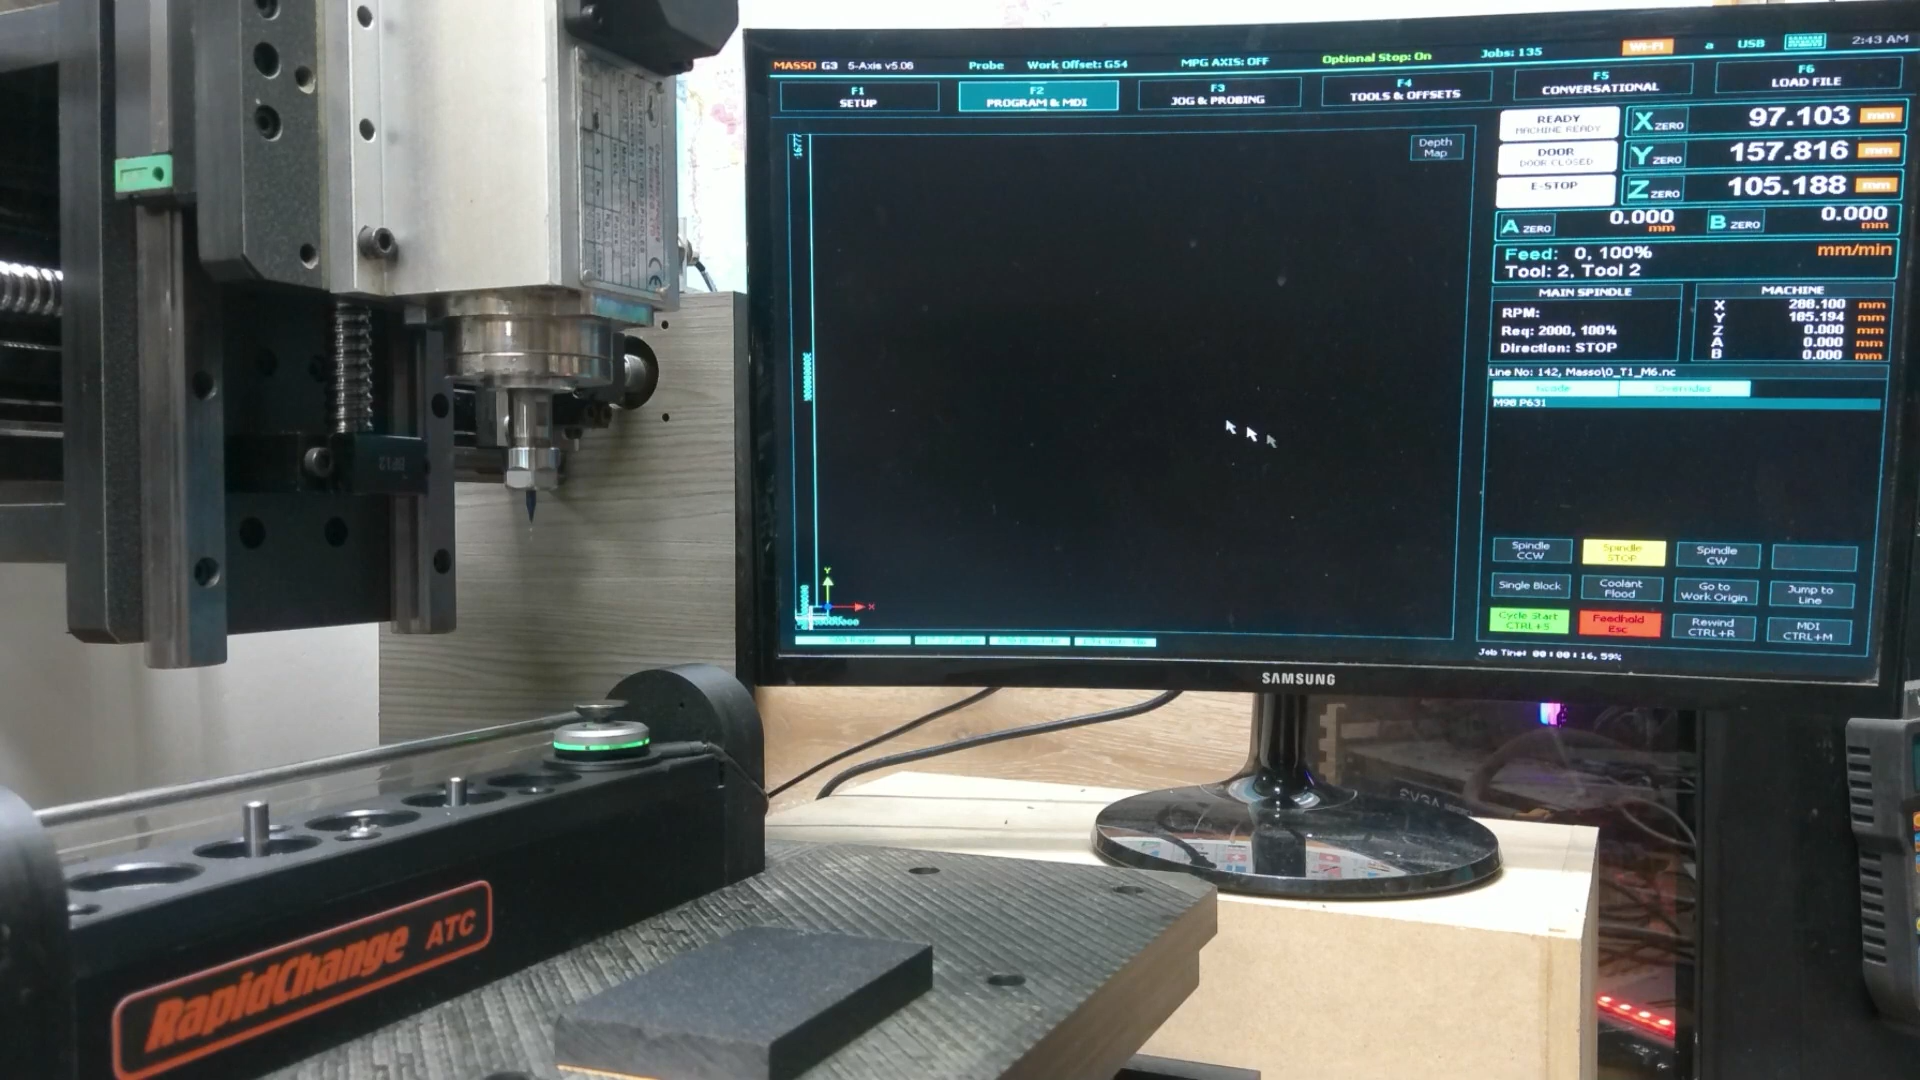 MASSO G3 5-Axis v5.06 Probe Work Offset: G54 MPG AXIS: OFF Optional Stop: On Jobs: 135 Wi-Fi a USB 2:43 AM
F1 SETUP
F2 PROGRAM & MDI
F3 JOG & PROBING
F4 TOOLS & OFFSETS
F5 CONVERSATIONAL
F6 LOAD FILE
Depth Map
READY
MACHINE READY
DOOR
DOOR CLOSED
E-STOP
X ZERO 97.103 mm
Y ZERO 157.816 mm
Z ZERO 105.188 mm
A ZERO 0.000 mm B ZERO 0.000 mm
Feed: 0, 100% mm/min
Tool: 2, Tool 2
MAIN SPINDLE
RPM:
Req: 2000, 100%
Direction: STOP
MACHINE
X 288.100 mm
Y 185.194 mm
Z 0.000 mm
A 0.000 mm
B 0.000 mm
Line No: 142, Masso\0_T1_M6.nc
Gcode Overrides
M98 P631
Spindle CCW
Spindle STOP
Spindle CW
Single Block
Coolant Flood
Go to Work Origin
Jump to Line
Cycle Start CTRL+S
Feedhold Esc
Rewind CTRL+R
MDI CTRL+M
Job Time: 00:00:16, 59%
Y
X
SAMSUNG
EVGA
RapidChange ATC